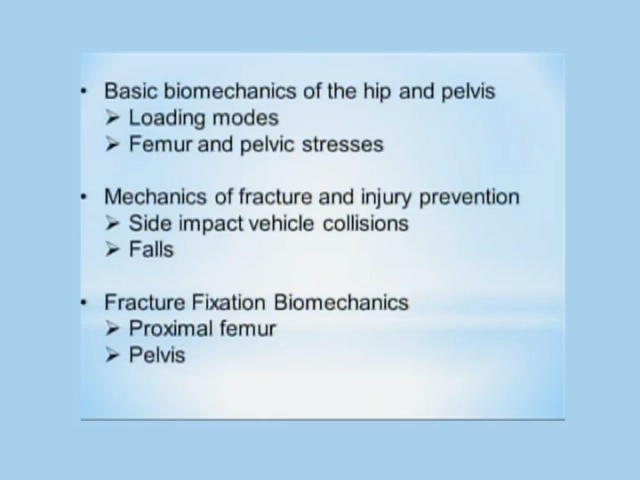 • Basic biomechanics of the hip and pelvis
➢ Loading modes
➢ Femur and pelvic stresses
• Mechanics of fracture and injury prevention
➢ Side impact vehicle collisions
➢ Falls
• Fracture Fixation Biomechanics
➢ Proximal femur
➢ Pelvis